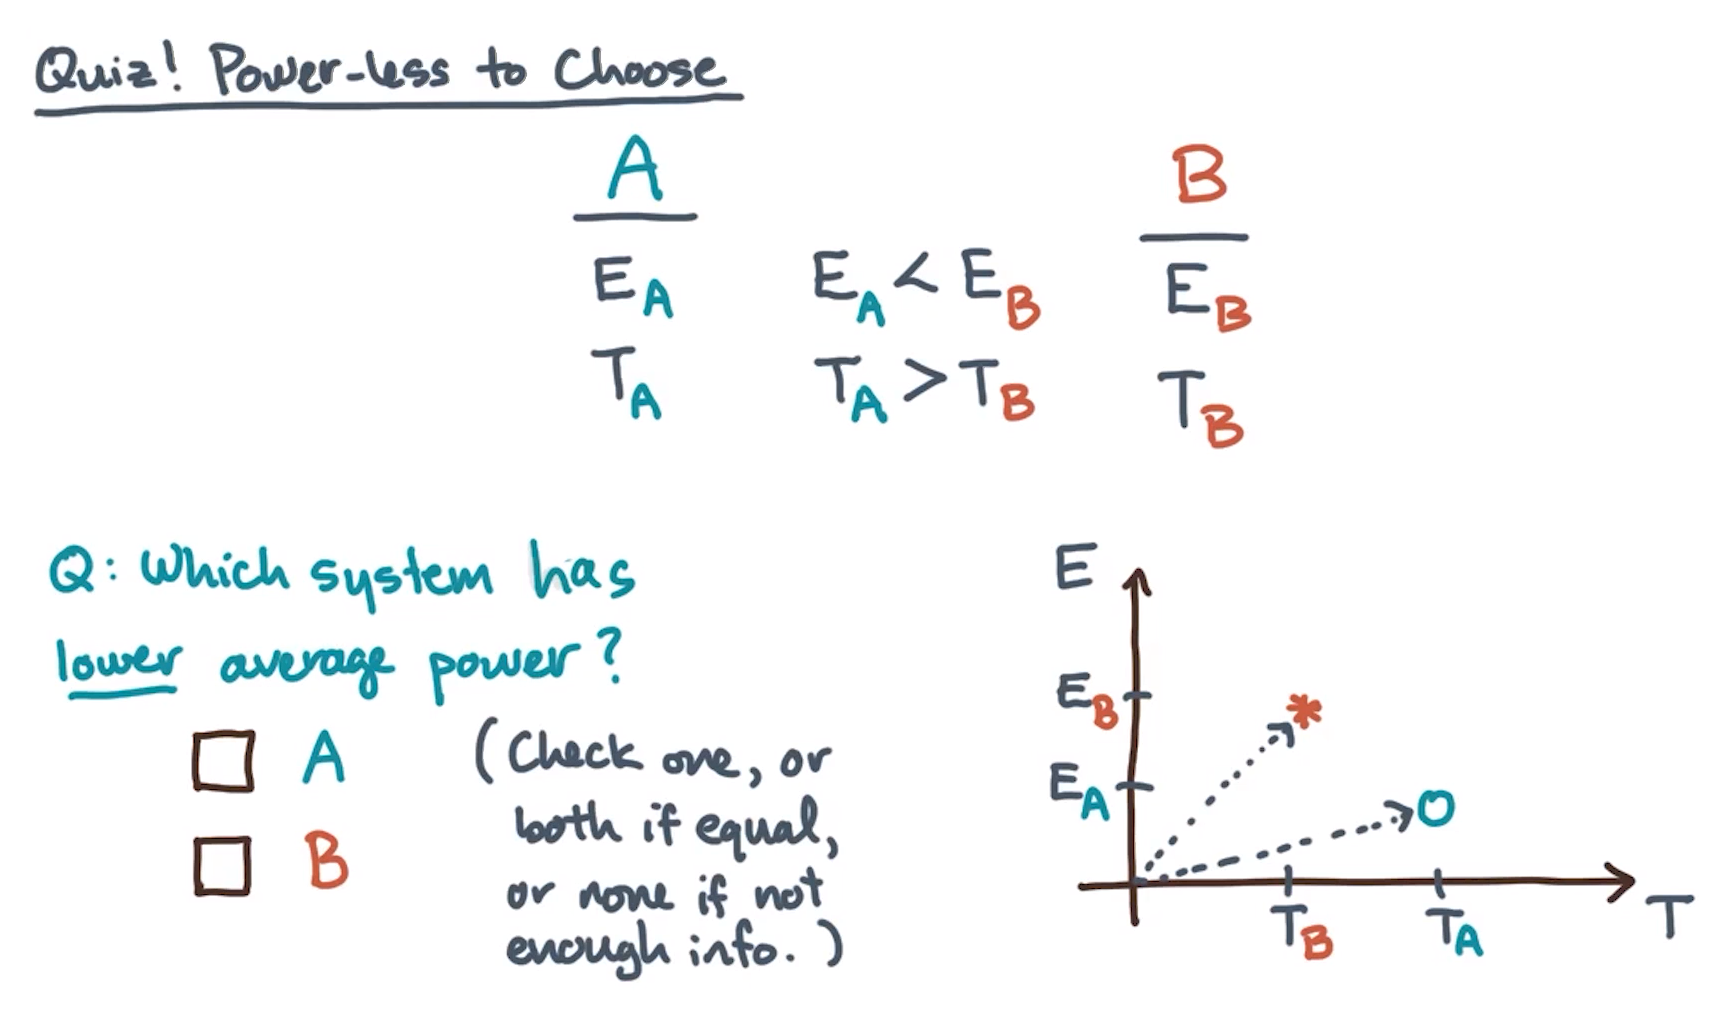 Quiz! Power-less to Choose
A
B
E_A
E_A < E_B
E_B
T_A
T_A > T_B
T_B
Q: Which system has
lower average power?
A
B
(Check one, or
both if equal,
or none if not
enough info.)
E
E_B
*
E_A
O
T_B
T_A
T